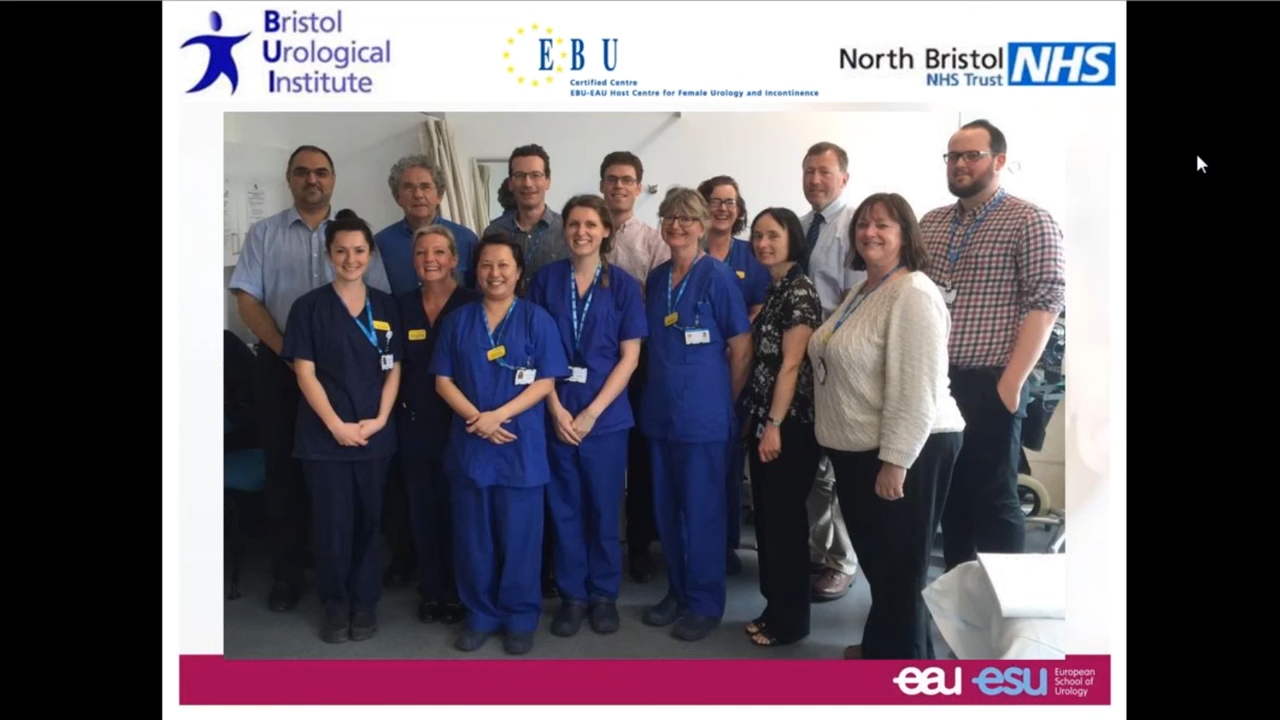 Bristol
Urological
Institute
EBU
Certified Centre
EBU-EAU Host Centre for Female Urology and Incontinence
North Bristol NHS
NHS Trust
eau esu European
School of
Urology